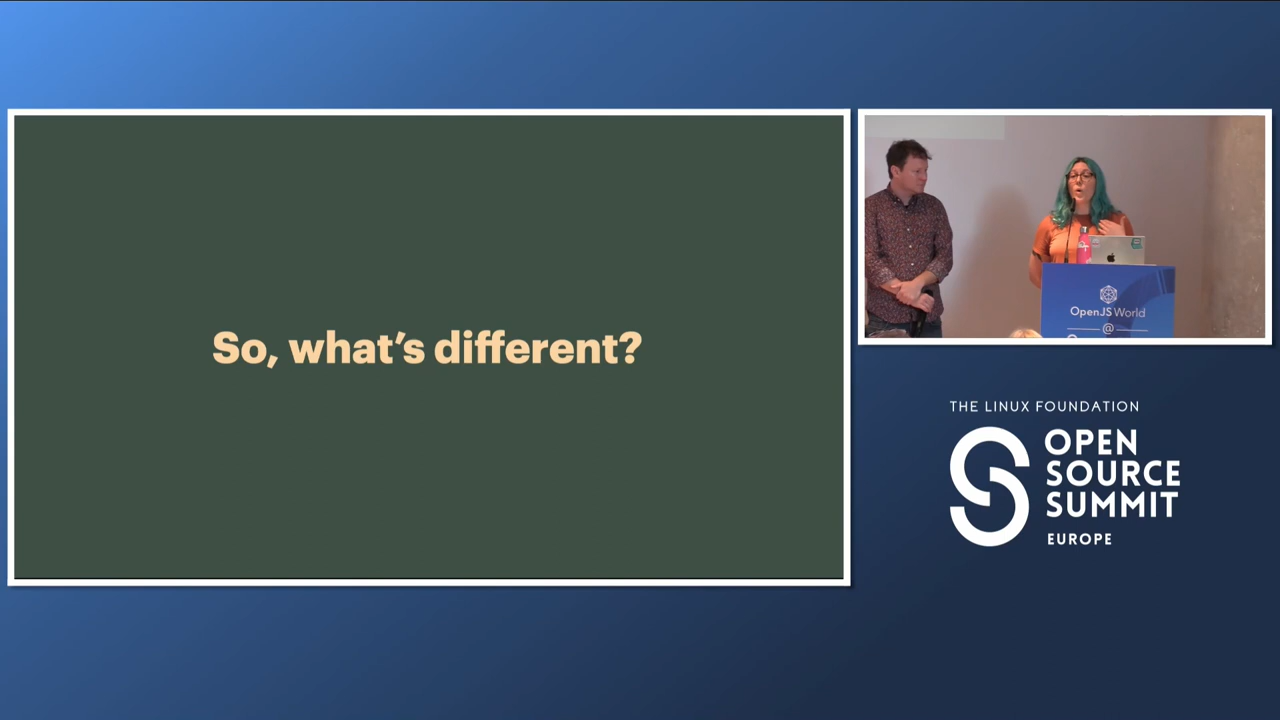 So, what's different?
OpenJS World
@
THE LINUX FOUNDATION
OPEN
SOURCE
SUMMIT
EUROPE